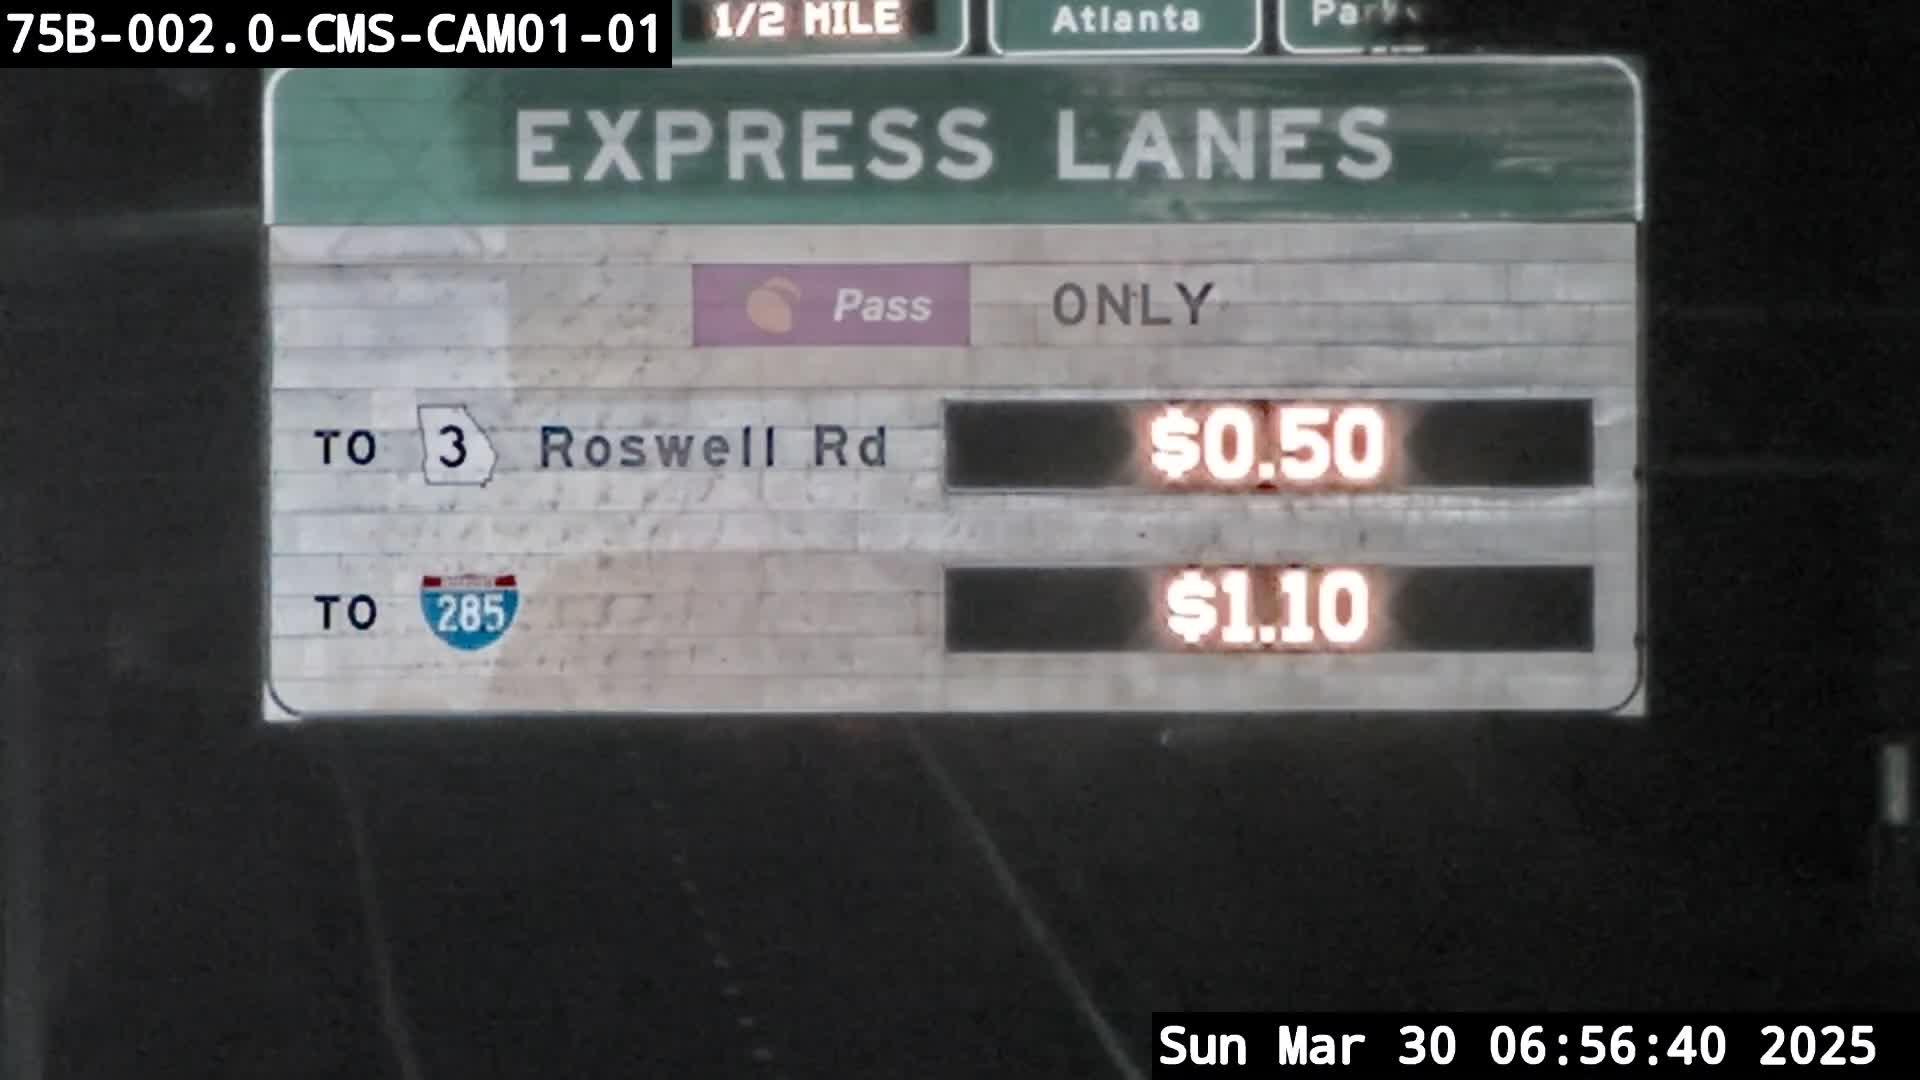 75B-002.0-CMS-CAM01-01
1/2 MILE
Atlanta
EXPRESS LANES
Pass ONLY
TO 3 Roswell Rd $0.50
TO 285 $1.10
Sun Mar 30 06:56:40 2025